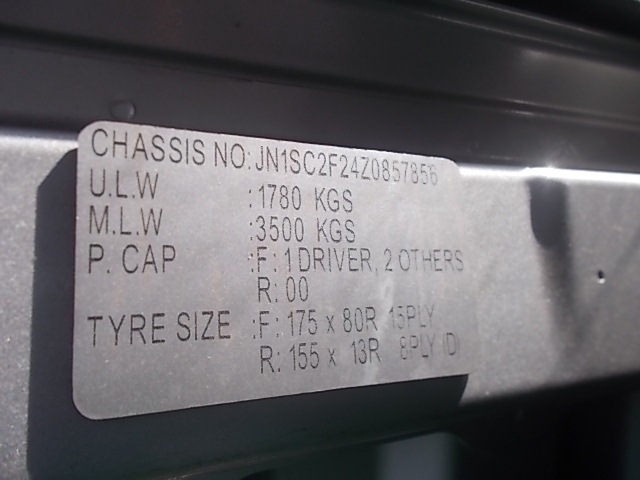 CHASSIS NO: JN1SC2F24Z0857856
U.L.W :1780 KGS
M.L.W :3500 KGS
P. CAP :F: 1 DRIVER, 2 OTHERS
R: 00
TYRE SIZE :F: 175 x 80R 15PLY
R: 155 x 13R 8PLY (D)